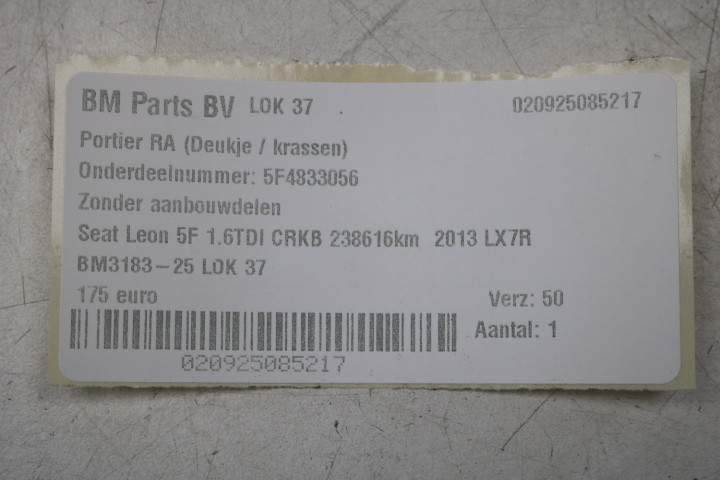 BM Parts BV LOK 37 020925085217
Portier RA (Deukje / krassen)
Onderdeelnummer: 5F4833056
Zonder aanbouwdelen
Seat Leon 5F 1.6TDI CRKB 238616km 2013 LX7R
BM3183-25 LOK 37
175 euro Verz: 50
Aantal: 1
020925085217